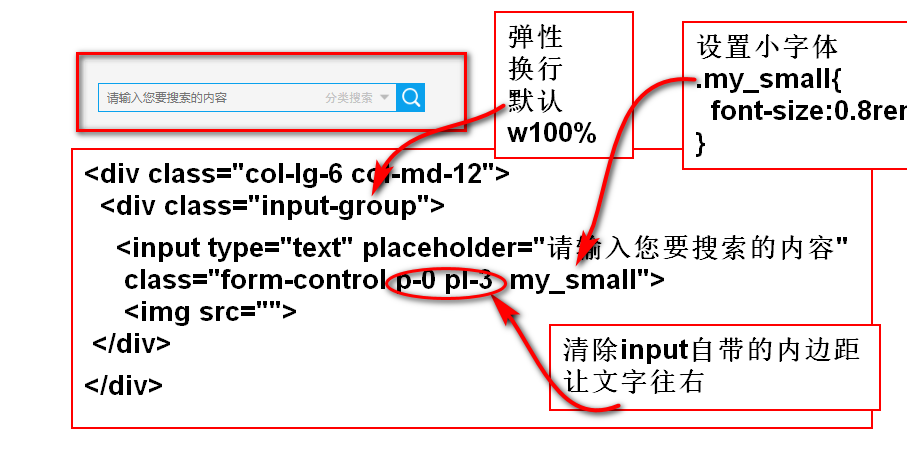 弹性
换行
默认
w100%
设置小字体
.my_small{
font-size:0.8rem
}
请输入您要搜索的内容 分类搜索
<div class="col-lg-6 col-md-12">
<div class="input-group">
<input type="text" placeholder="请输入您要搜索的内容"
class="form-control p-0 pl-3 my_small">
<img src="">
</div>
</div>
清除input自带的内边距
让文字往右